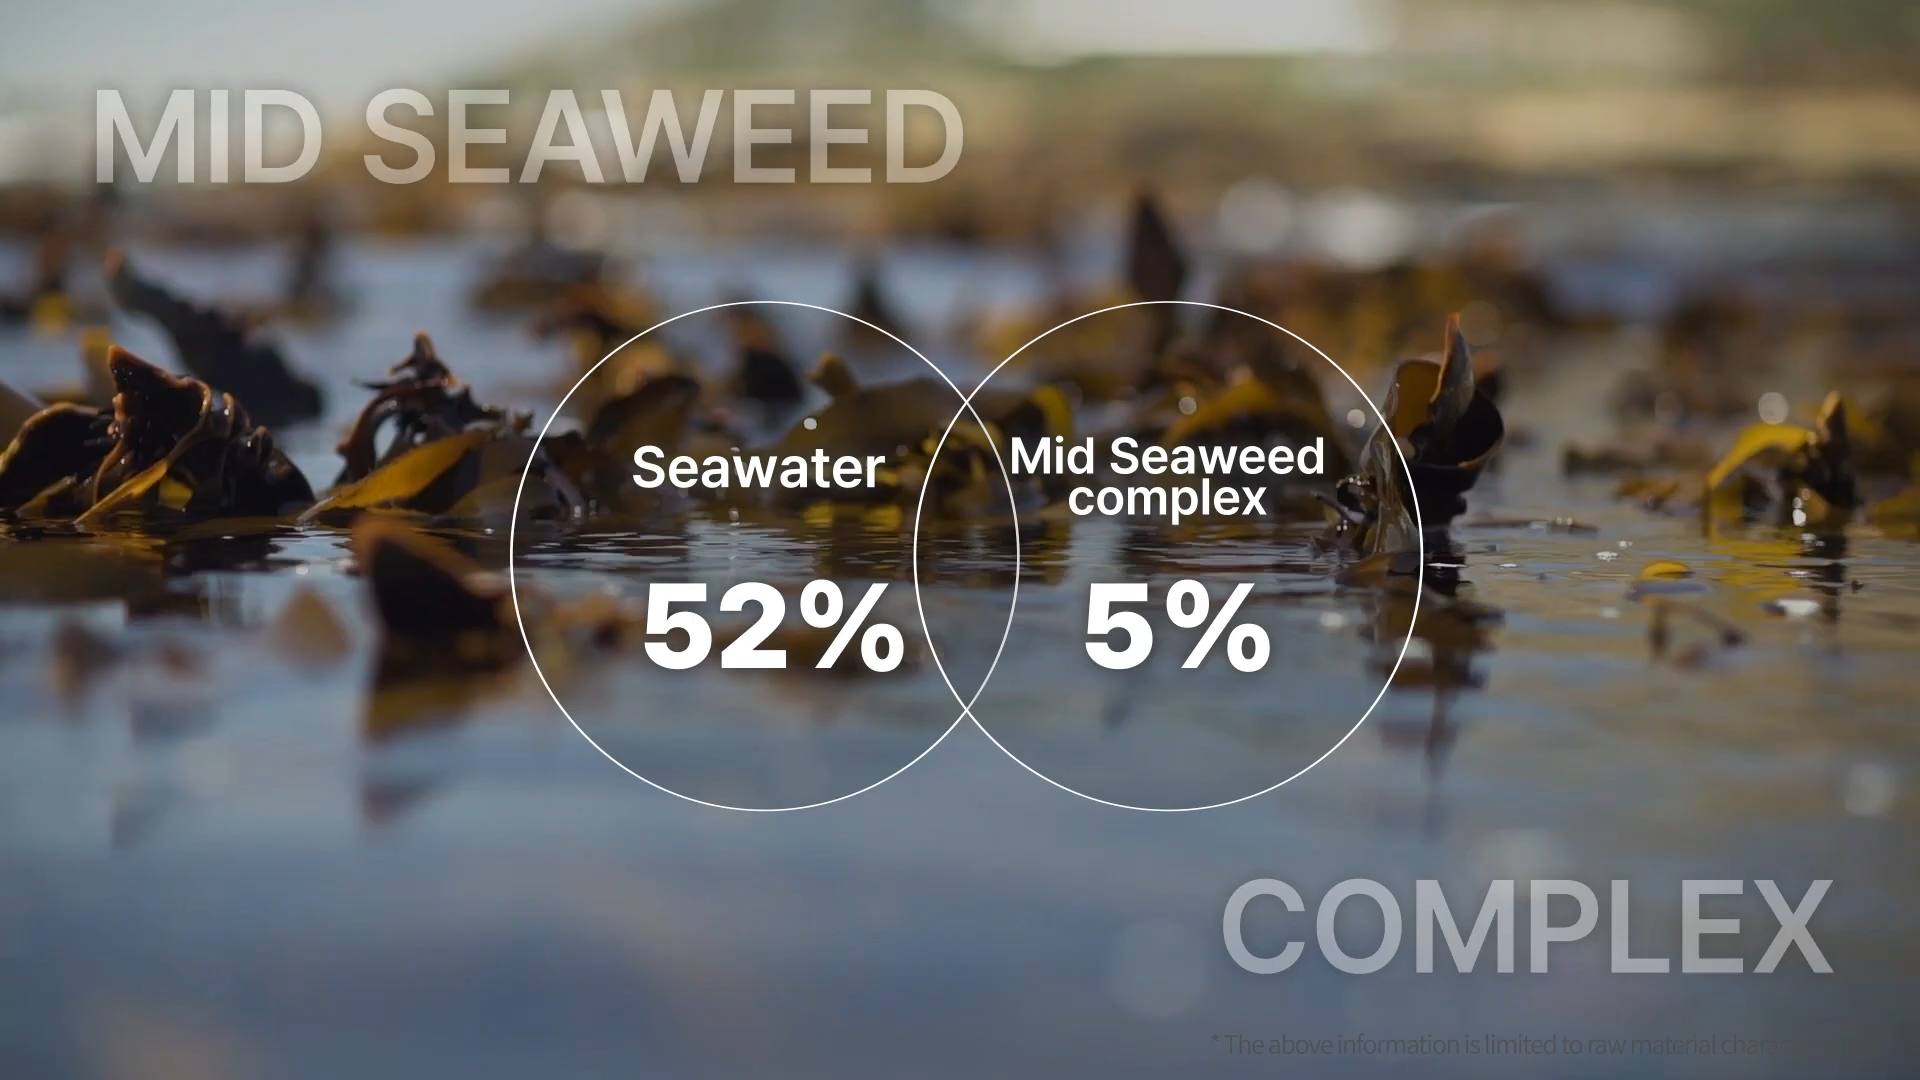 MID SEAWEED
Seawater
52%
Mid Seaweed
complex
5%
COMPLEX
* The above information is limited to raw material